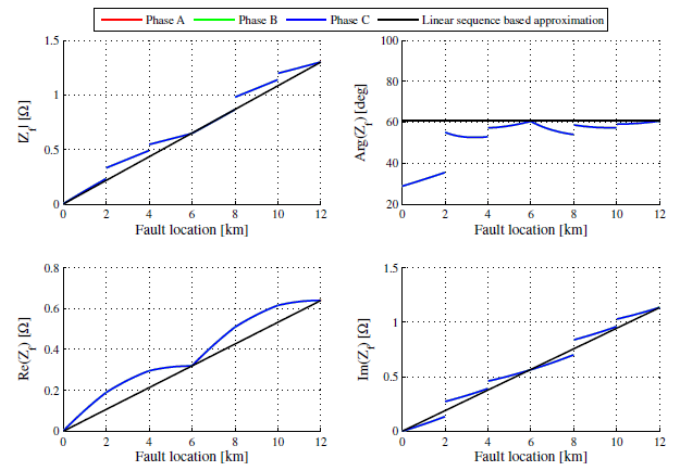 Phase A Phase B Phase C Linear sequence based approximation
1.5
1
0.5
0
|Z_f| [Ω]
0 2 4 6 8 10 12
Fault location [km]
100
80
60
40
20
Arg(Z_f) [deg]
0 2 4 6 8 10 12
Fault location [km]
0.8
0.6
0.4
0.2
0
Re(Z_f) [Ω]
0 2 4 6 8 10 12
Fault location [km]
1.5
1
0.5
0
Im(Z_f) [Ω]
0 2 4 6 8 10 12
Fault location [km]